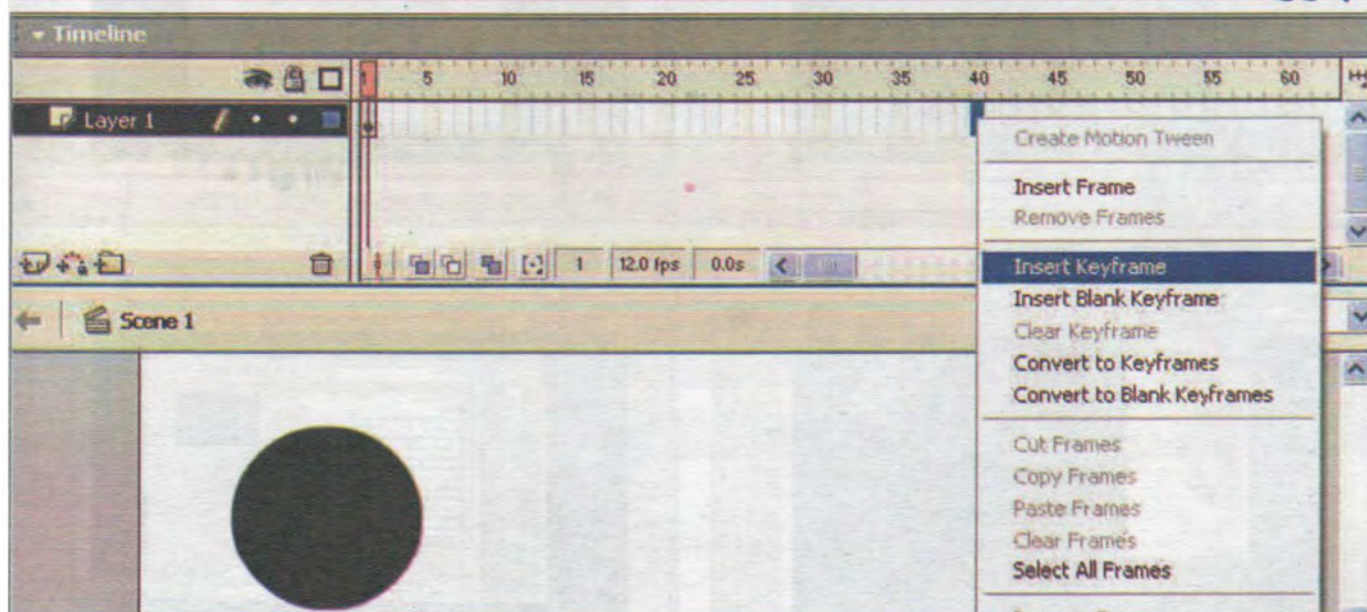 Timeline
1 5 10 15 20 25 30 35 40 45 50 55 60
Layer 1
1 12.0 fps 0.0s
Scene 1
Create Motion Tween
Insert Frame
Remove Frames
Insert Keyframe
Insert Blank Keyframe
Clear Keyframe
Convert to Keyframes
Convert to Blank Keyframes
Cut Frames
Copy Frames
Paste Frames
Clear Frames
Select All Frames